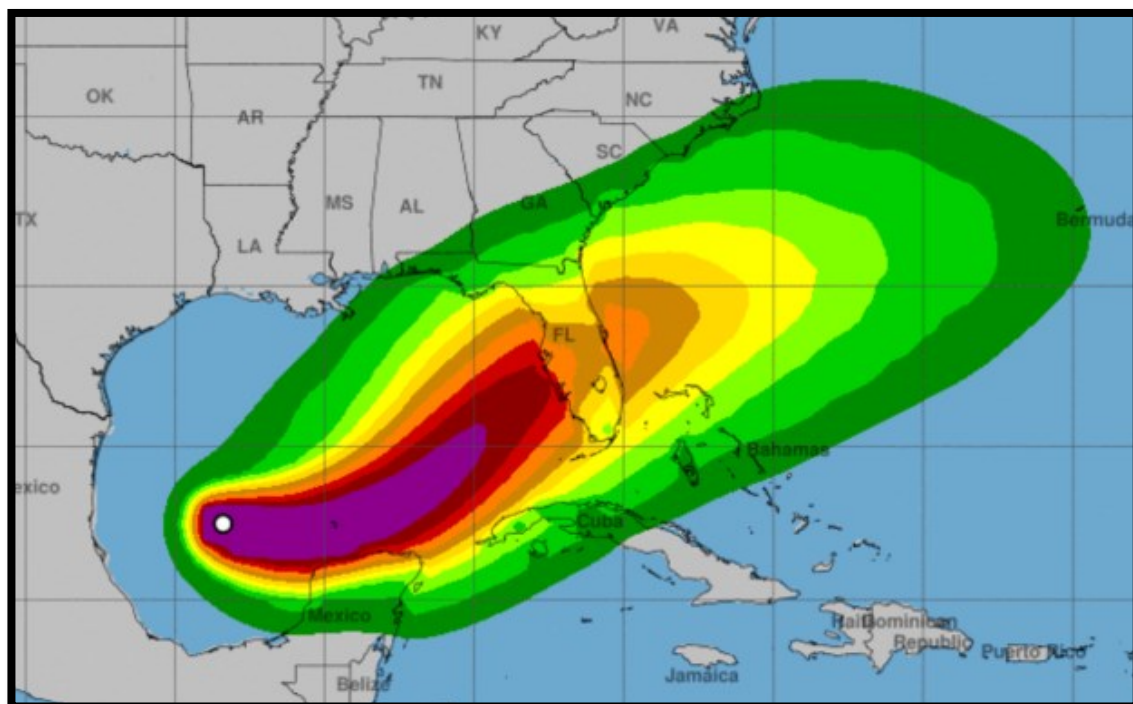 KY
VA
OK
TN
NC
AR
SC
MS
AL
GA
TX
LA
Bermuda
FL
Bahamas
exico
Cuba
Mexico
Hai
Dominican
Republic
Puerto Rico
Jamaica
Belize